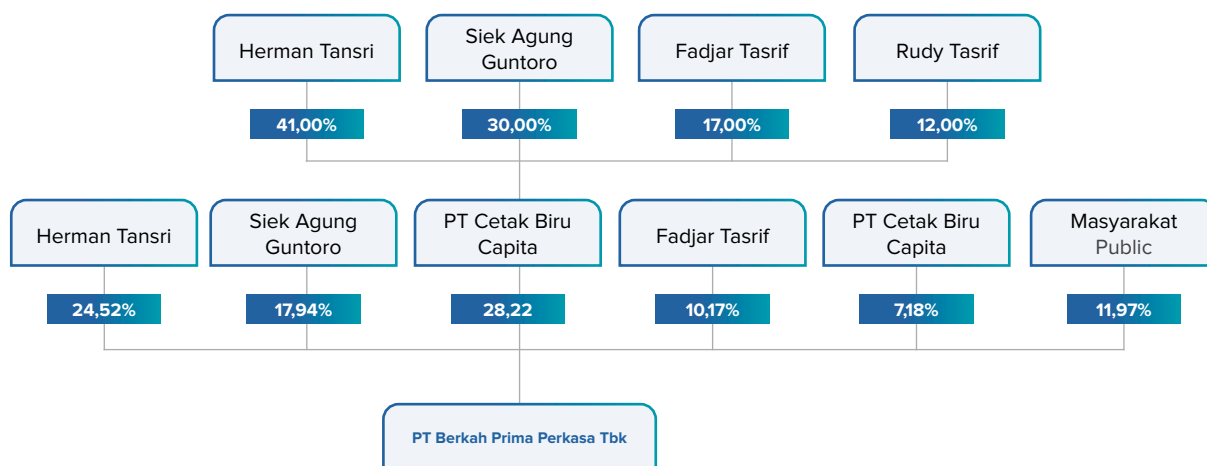 Herman Tansri
Siek Agung
Guntoro
Fadjar Tasrif
Rudy Tasrif
41,00%
30,00%
17,00%
12,00%
Herman Tansri
Siek Agung
Guntoro
PT Cetak Biru
Capita
Fadjar Tasrif
PT Cetak Biru
Capita
Masyarakat
Public
24,52%
17,94%
28,22
10,17%
7,18%
11,97%
PT Berkah Prima Perkasa Tbk